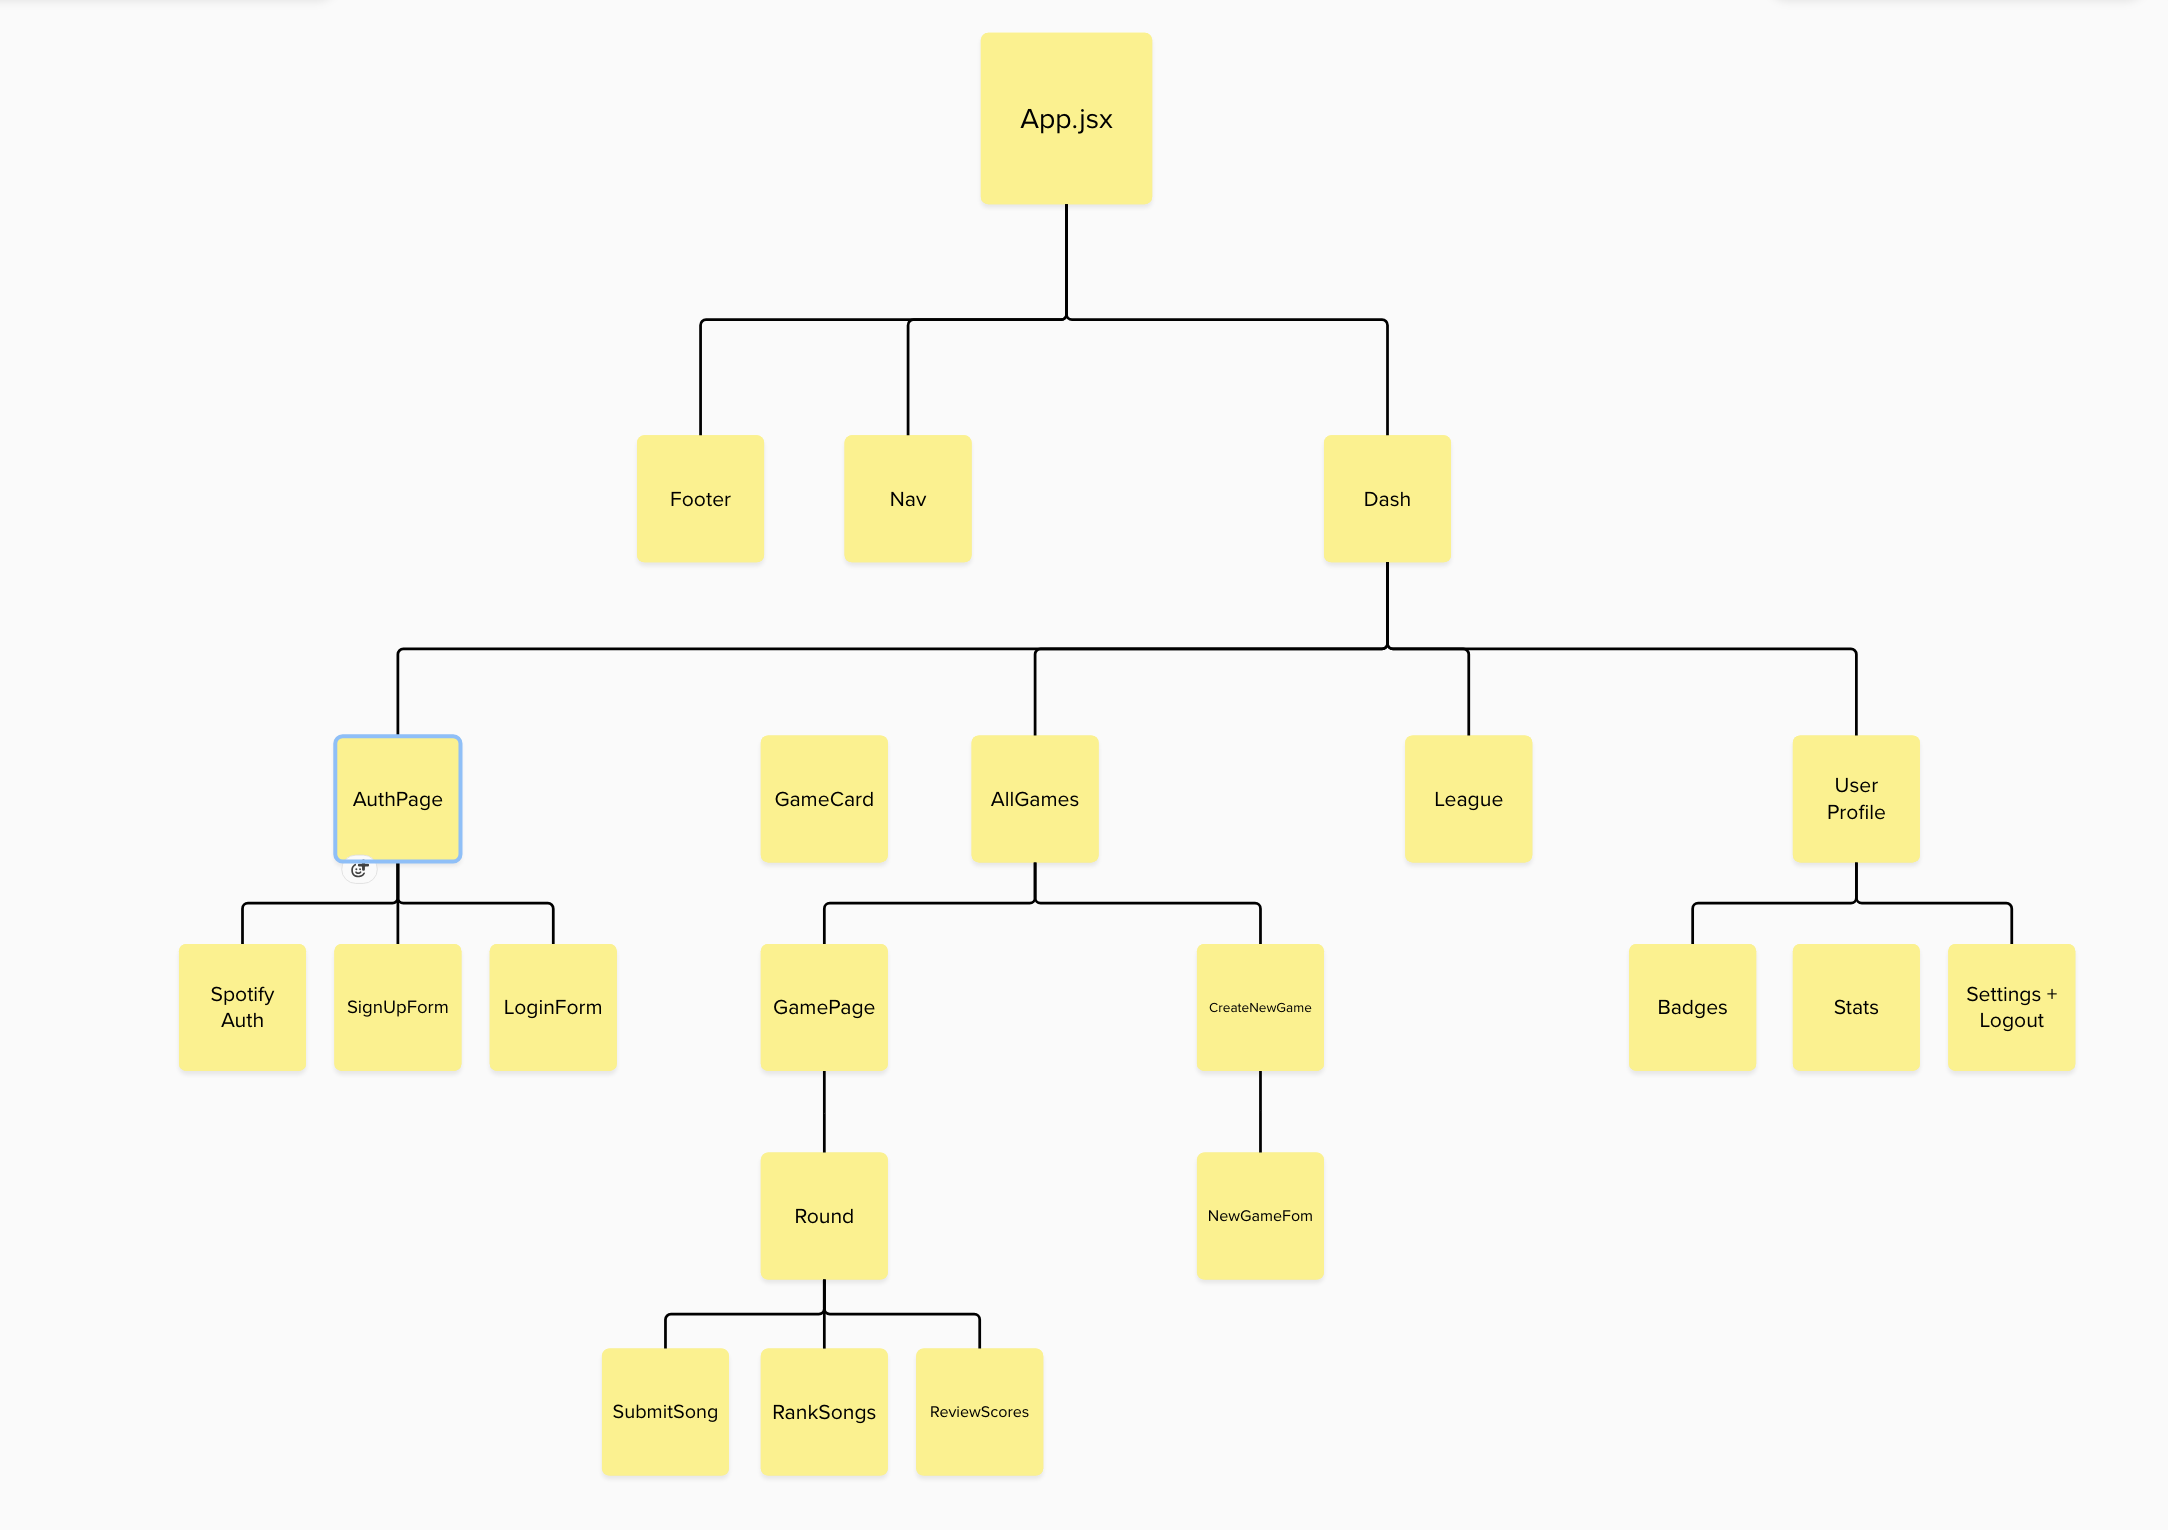 App.jsx
Footer
Nav
Dash
AuthPage
GameCard
AllGames
League
User
Profile
Spotify
Auth
SignUpForm
LoginForm
GamePage
CreateNewGame
Badges
Stats
Settings +
Logout
Round
NewGameFom
SubmitSong
RankSongs
ReviewScores